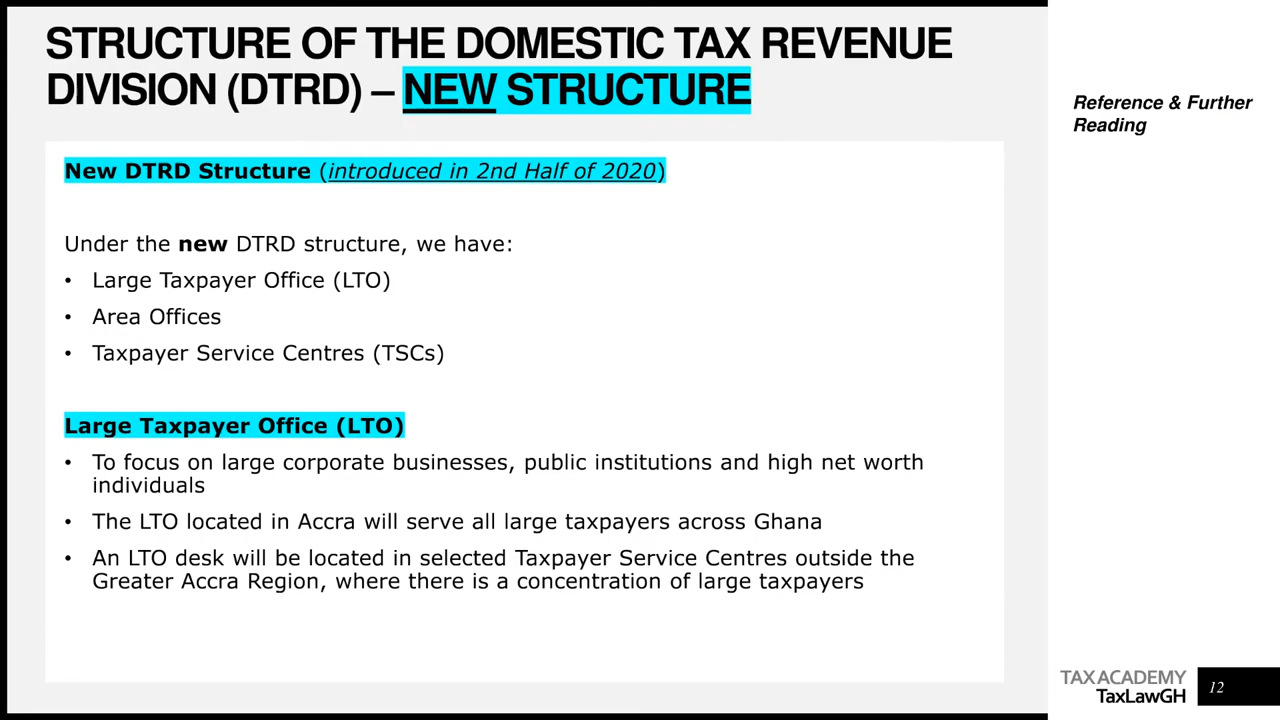 STRUCTURE OF THE DOMESTIC TAX REVENUE
DIVISION (DTRD) – NEW STRUCTURE
New DTRD Structure (introduced in 2nd Half of 2020)
Under the new DTRD structure, we have:
• Large Taxpayer Office (LTO)
• Area Offices
• Taxpayer Service Centres (TSCs)
Large Taxpayer Office (LTO)
• To focus on large corporate businesses, public institutions and high net worth
individuals
• The LTO located in Accra will serve all large taxpayers across Ghana
• An LTO desk will be located in selected Taxpayer Service Centres outside the
Greater Accra Region, where there is a concentration of large taxpayers
Reference & Further
Reading
TAX ACADEMY
TaxLawGH
12